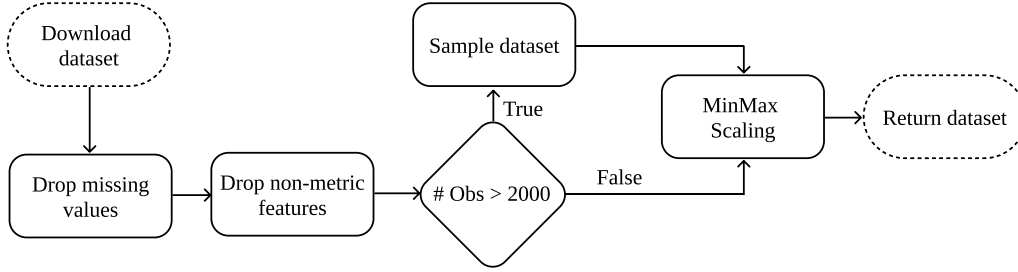 Download
dataset
Drop missing
values
Drop non-metric
features
# Obs > 2000
True
False
Sample dataset
MinMax
Scaling
Return dataset